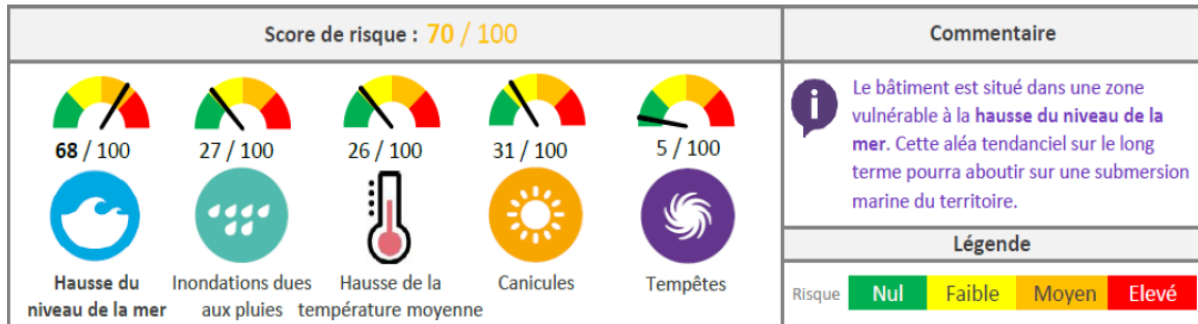 Score de risque : 70 / 100
68 / 100
27 / 100
26 / 100
31 / 100
5 / 100
Hausse du
niveau de la mer
Inondations dues
aux pluies
Hausse de la
température moyenne
Canicules
Tempêtes
Commentaire
i
Le bâtiment est situé dans une zone
vulnérable à la hausse du niveau de la
mer. Cette aléa tendanciel sur le long
terme pourra aboutir sur une submersion
marine du territoire.
Légende
Risque Nul Faible Moyen Elevé